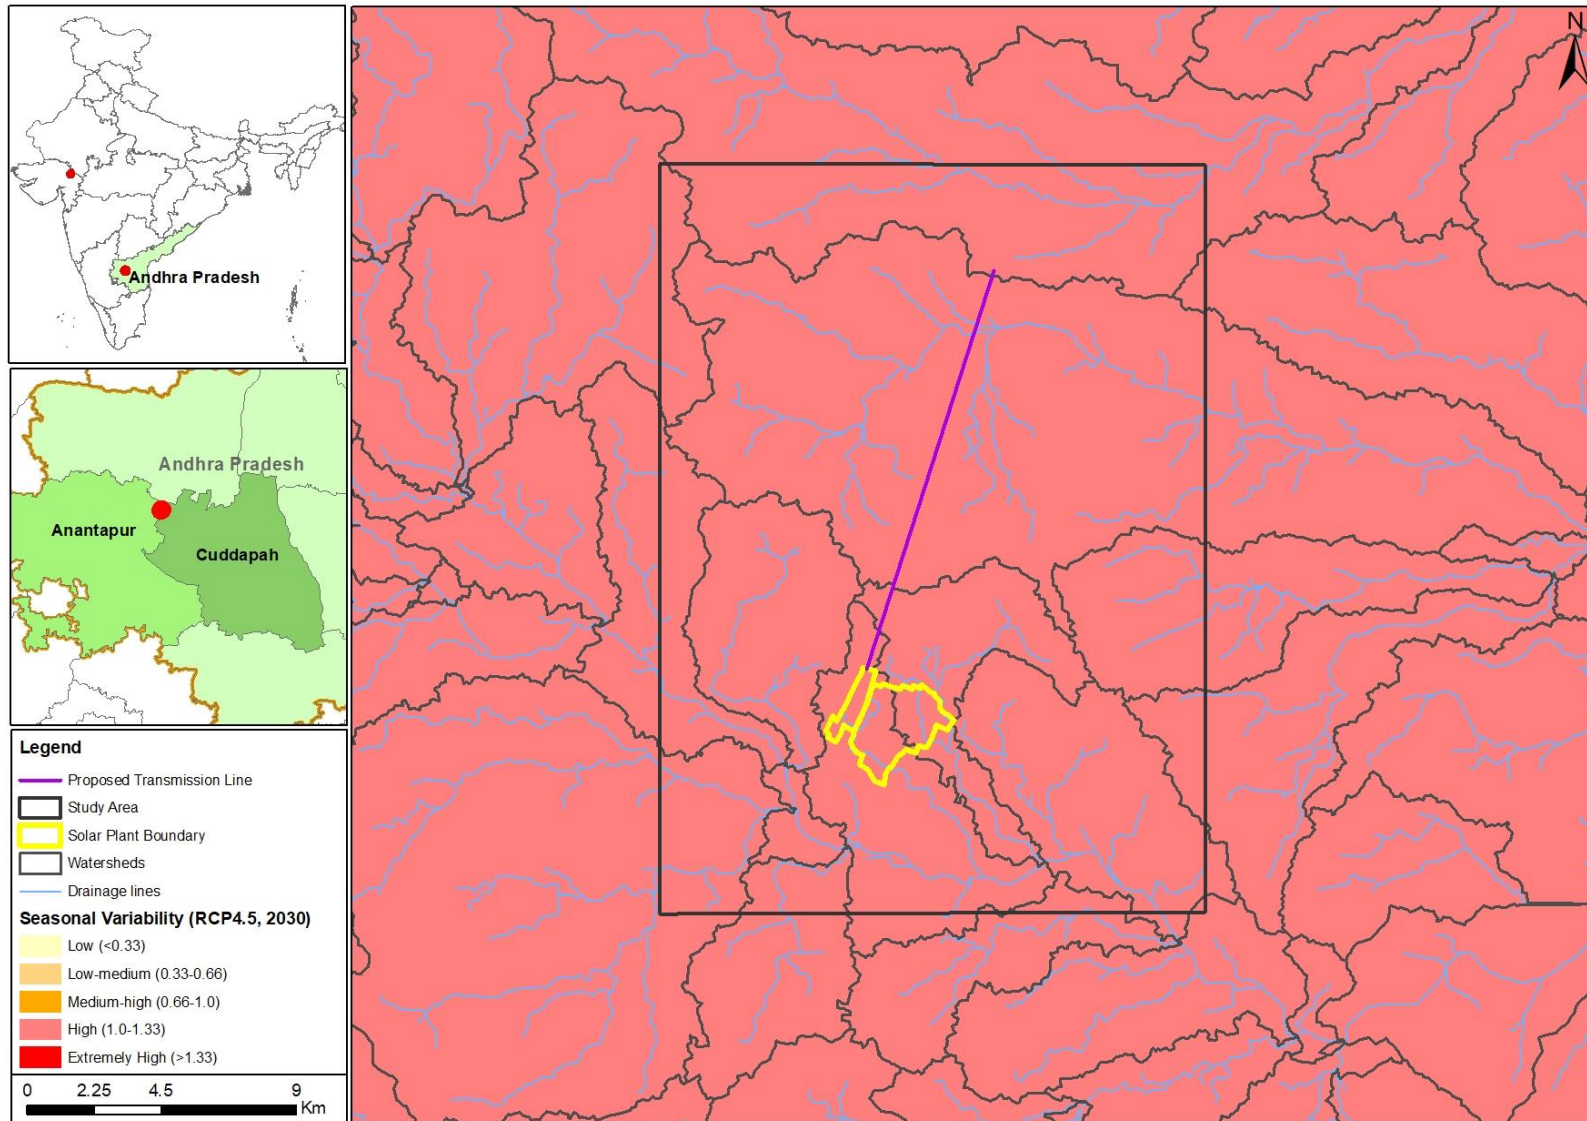 Andhra Pradesh
Andhra Pradesh
Anantapur
Cuddapah
Legend
Proposed Transmission Line
Study Area
Solar Plant Boundary
Watersheds
Drainage lines
Seasonal Variability (RCP4.5, 2030)
Low (<0.33)
Low-medium (0.33-0.66)
Medium-high (0.66-1.0)
High (1.0-1.33)
Extremely High (>1.33)
0 2.25 4.5 9
Km
N